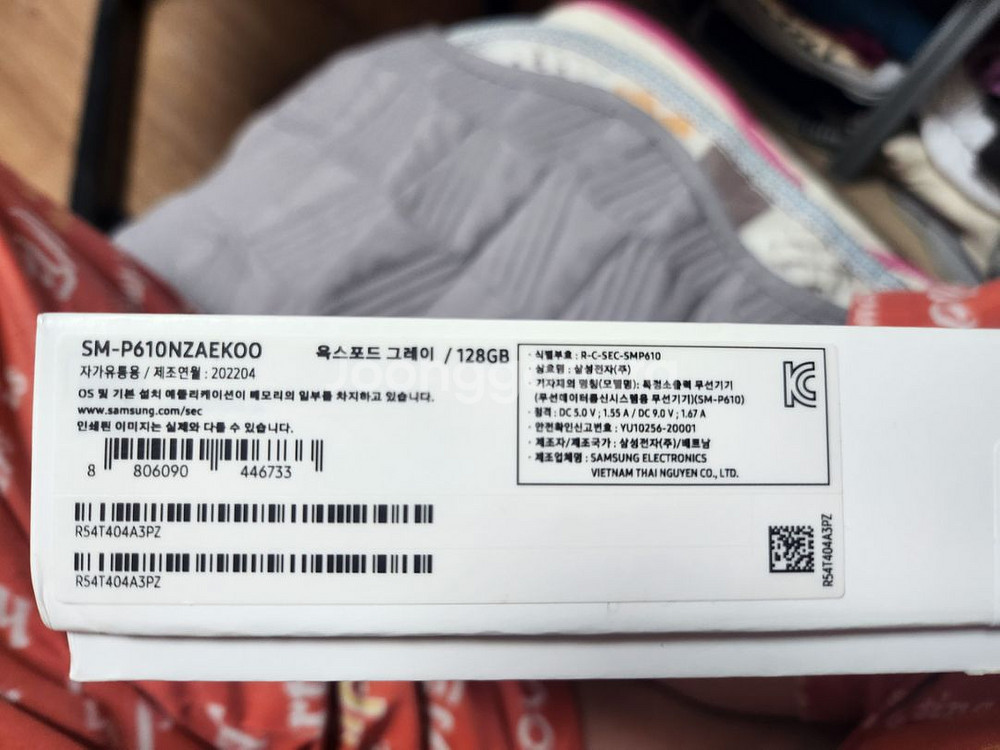 SM-P610NZAEKOO 옥스포드 그레이 / 128GB
자가유통용 / 제조연월 : 202204
OS 및 기본 설치 애플리케이션이 메모리의 일부를 차지하고 있습니다.
www.samsung.com/sec
인쇄된 이미지는 실제와 다를 수 있습니다.
8 806090 446733
R54T404A3PZ
R54T404A3PZ
· 식별부호 : R-C-SEC-SMP610
· 상호명 : 삼성전자(주)
· 기자재의 명칭(모델명) : 특정소출력 무선기기
(무선데이터통신시스템용 무선기기)(SM-P610)
· 정격 : DC 5.0 V ; 1.55 A / DC 9.0 V ; 1.67 A
· 안전확인신고번호 : YU10256-20001
· 제조자/제조국가 : 삼성전자(주)/베트남
· 제조업체명 : SAMSUNG ELECTRONICS
VIETNAM THAI NGUYEN CO., LTD.
R54T404A3PZ